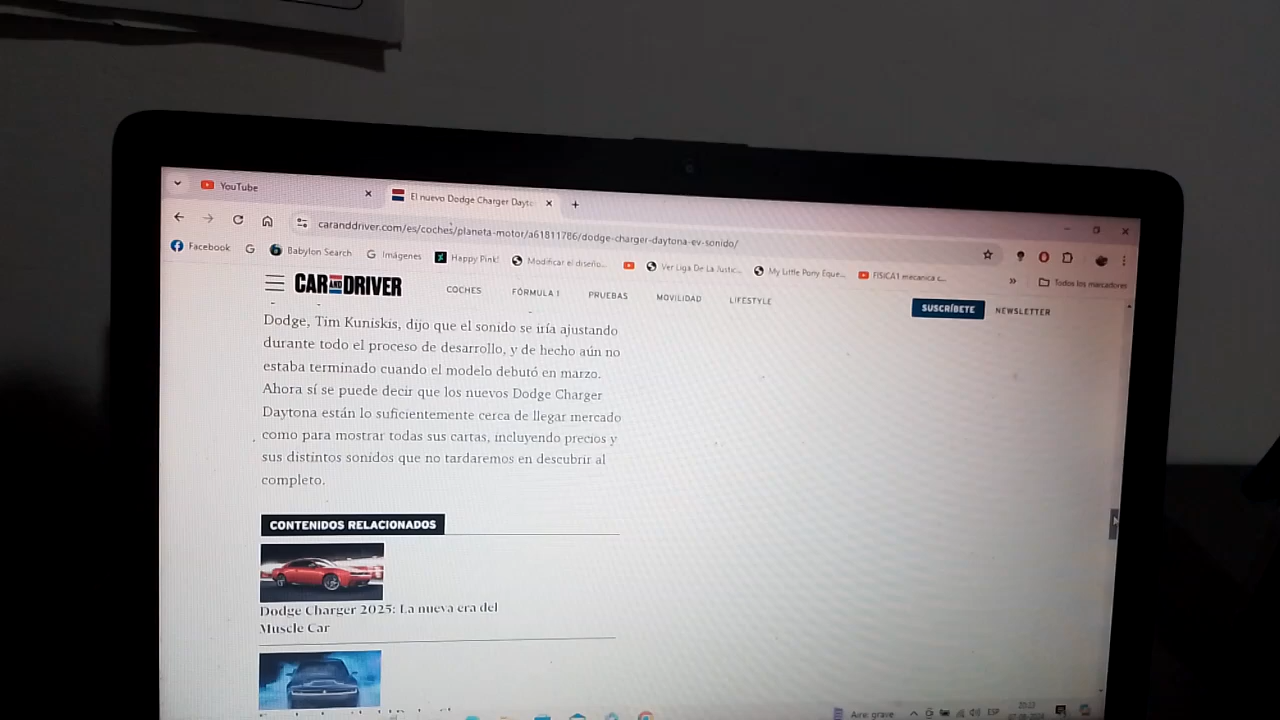 YouTube
El nuevo Dodge Charger Dayto
caranddriver.com/es/coches/planeta-motor/a61811786/dodge-charger-daytona-ev-sonido/
Facebook
Babylon Search
Imágenes
Happy Pink!
Modificar el diseño...
Ver Liga De La Justic...
My Little Pony Eque...
FISICA1 mecanica c...
»
Todos los marcadores
CAR AND DRIVER
COCHES
FÓRMULA 1
PRUEBAS
MOVILIDAD
LIFESTYLE
SUSCRÍBETE
NEWSLETTER
Dodge, Tim Kuniskis, dijo que el sonido se iría ajustando
durante todo el proceso de desarrollo, y de hecho aún no
estaba terminado cuando el modelo debutó en marzo.
Ahora sí se puede decir que los nuevos Dodge Charger
Daytona están lo suficientemente cerca de llegar mercado
como para mostrar todas sus cartas, incluyendo precios y
sus distintos sonidos que no tardaremos en descubrir al
completo.
CONTENIDOS RELACIONADOS
Dodge Charger 2025: La nueva era del
Muscle Car
Aire: grave
ESP